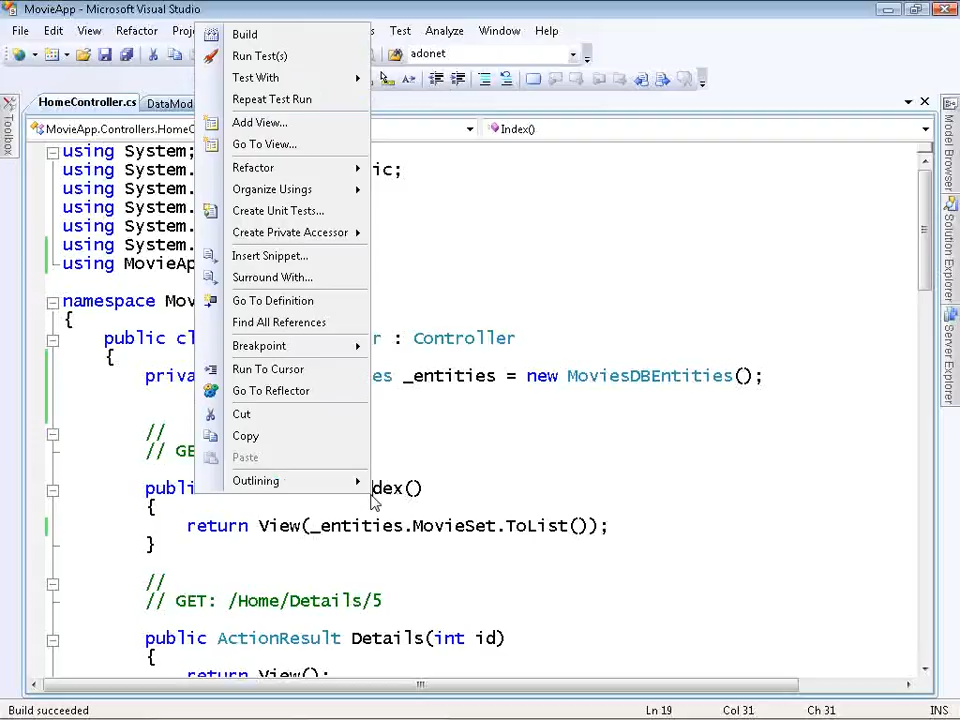 MovieApp - Microsoft Visual Studio
File Edit View Refactor Proj Test Analyze Window Help
adonet
HomeController.cs DataMod
MovieApp.Controllers.HomeC Index()
Build
Run Test(s)
Test With
Repeat Test Run
Add View...
Go To View...
Refactor
Organize Usings
Create Unit Tests...
Create Private Accessor
Insert Snippet...
Surround With...
Go To Definition
Find All References
Breakpoint
Run To Cursor
Go To Reflector
Cut
Copy
Paste
Outlining
using System;
using System. ic;
using System.
using System.
using System.
using System.
using MovieAp
namespace Mov
{
public cl r : Controller
{
priva es _entities = new MoviesDBEntities();
//
// GE
publi dex()
{
return View(_entities.MovieSet.ToList());
}
//
// GET: /Home/Details/5
public ActionResult Details(int id)
{
return View();
Toolbox
Model Browser
Solution Explorer
Server Explorer
Build succeeded Ln 19 Col 31 Ch 31 INS